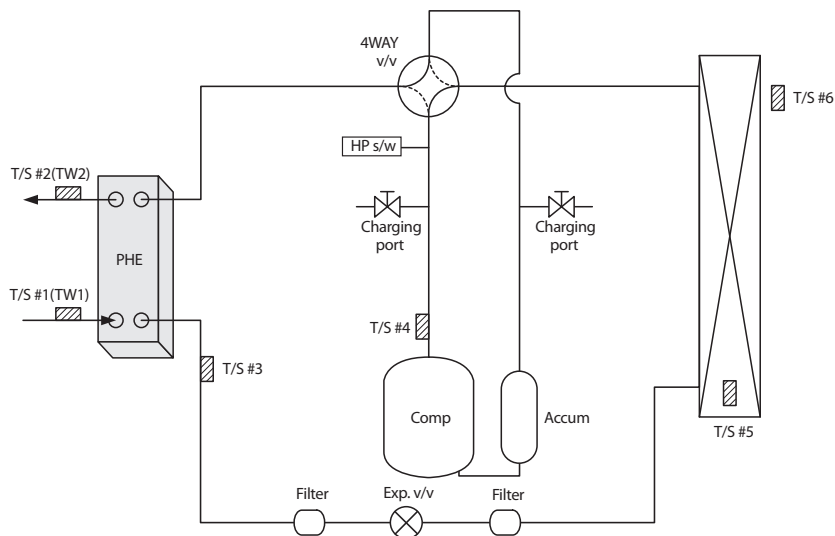 4WAY
v/v
T/S #6
HP s/w
T/S #2(TW2)
Charging
port
Charging
port
PHE
T/S #1(TW1)
T/S #4
T/S #3
Comp
Accum
T/S #5
Filter
Exp. v/v
Filter